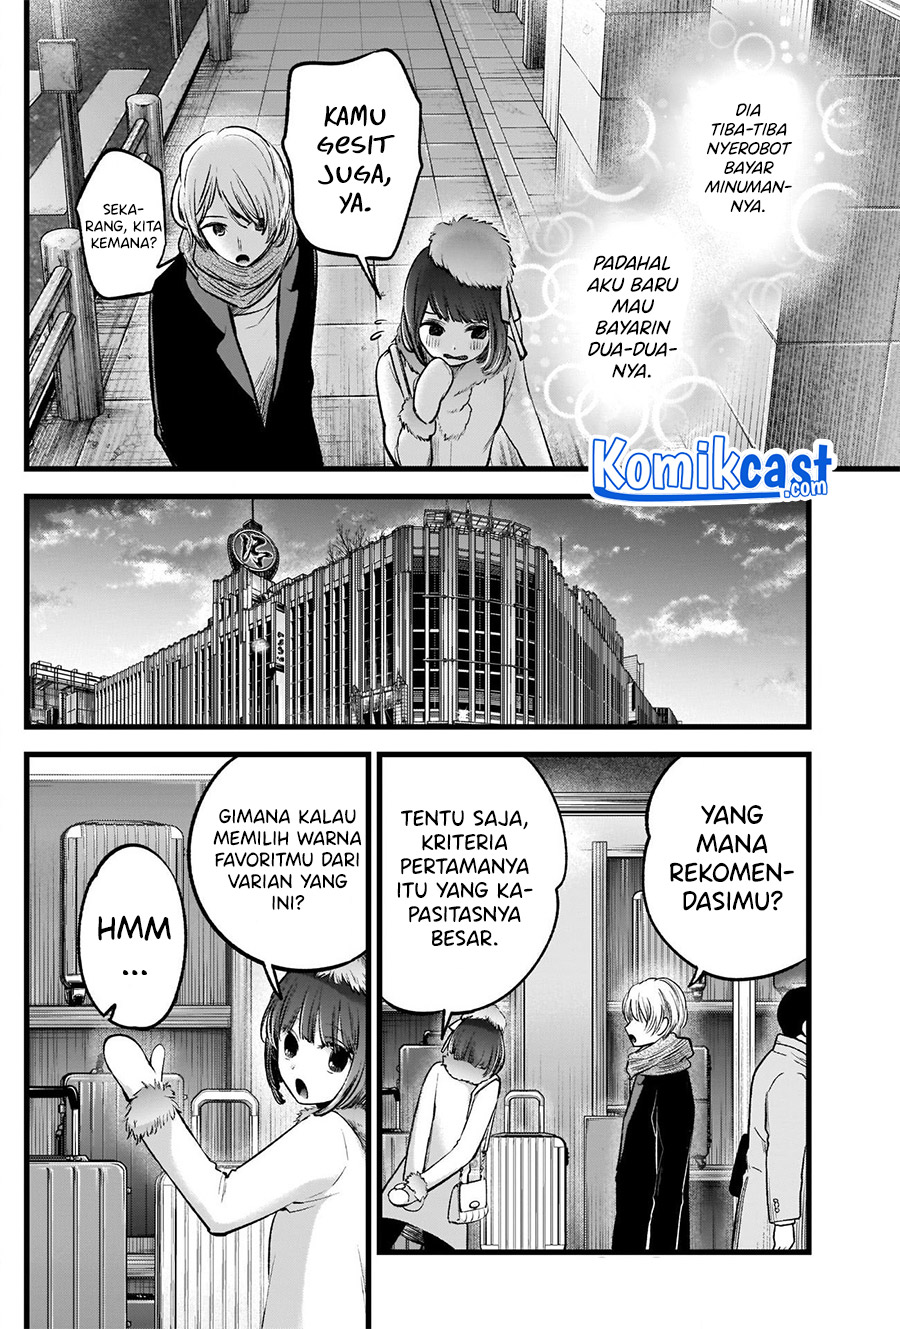 DIA
TIBA-TIBA
NYEROBOT
BAYAR
MINUMAN-
NYA.
PADAHAL
AKU BARU
MAU
BAYARIN
DUA-DUA-
NYA.
KAMU
GESIT
JUGA,
YA.
SEKA-
RANG, KITA
KEMANA?
Komikcast
.com
YANG
MANA
REKOMEN-
DASIMU?
TENTU SAJA,
KRITERIA
PERTAMANYA
ITU YANG KA-
PASITASNYA
BESAR.
GIMANA KALAU
MEMILIH WARNA
FAVORITMU DARI
VARIAN YANG
INI?
HMM
...